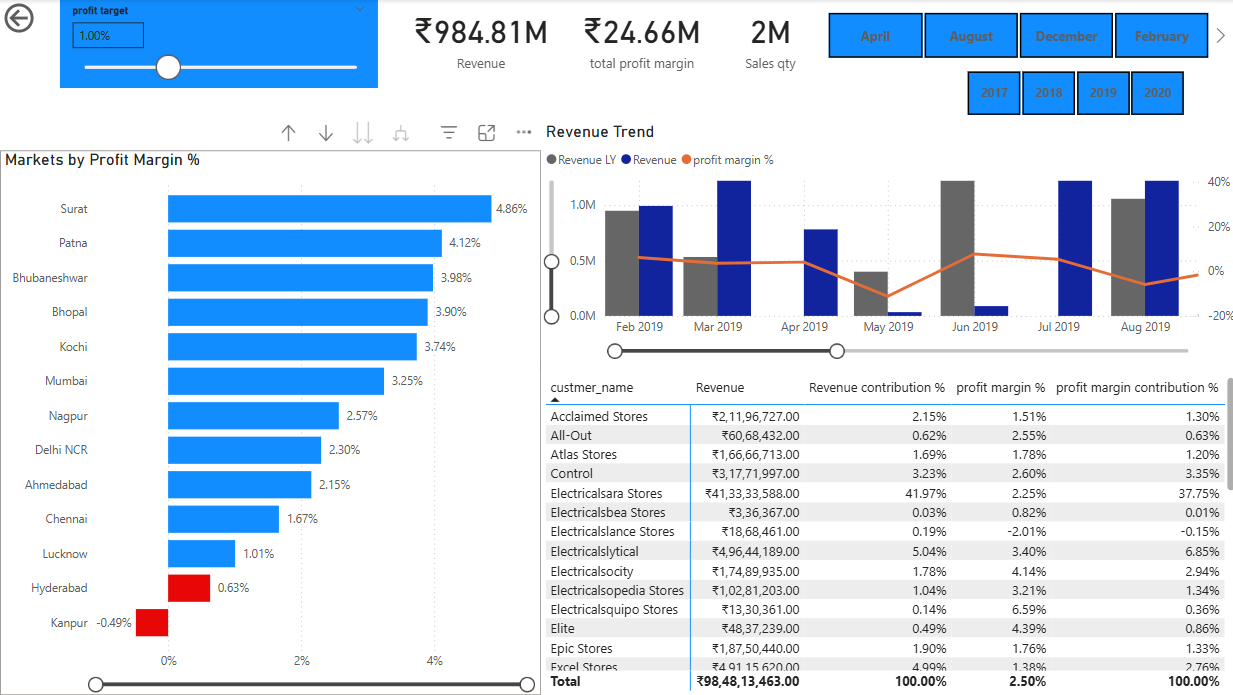 profit target
1.00%
₹984.81M
Revenue
₹24.66M
total profit margin
2M
Sales qty
April August December February
2017 2018 2019 2020
Markets by Profit Margin %
Surat 4.86%
Patna 4.12%
Bhubaneshwar 3.98%
Bhopal 3.90%
Kochi 3.74%
Mumbai 3.25%
Nagpur 2.57%
Delhi NCR 2.30%
Ahmedabad 2.15%
Chennai 1.67%
Lucknow 1.01%
Hyderabad 0.63%
Kanpur -0.49%
0% 2% 4%
Revenue Trend
Revenue LY Revenue profit margin %
1.0M
0.5M
0.0M
40%
20%
0%
-20%
Feb 2019 Mar 2019 Apr 2019 May 2019 Jun 2019 Jul 2019 Aug 2019
custmer_name Revenue Revenue contribution % profit margin % profit margin contribution %
Acclaimed Stores ₹2,11,96,727.00 2.15% 1.51% 1.30%
All-Out ₹60,68,432.00 0.62% 2.55% 0.63%
Atlas Stores ₹1,66,66,713.00 1.69% 1.78% 1.20%
Control ₹3,17,71,997.00 3.23% 2.60% 3.35%
Electricalsara Stores ₹41,33,33,588.00 41.97% 2.25% 37.75%
Electricalsbea Stores ₹3,36,367.00 0.03% 0.82% 0.01%
Electricalslance Stores ₹18,68,461.00 0.19% -2.01% -0.15%
Electricalslytical ₹4,96,44,189.00 5.04% 3.40% 6.85%
Electricalsocity ₹1,74,89,935.00 1.78% 4.14% 2.94%
Electricalsopedia Stores ₹1,02,81,203.00 1.04% 3.21% 1.34%
Electricalsquipo Stores ₹13,30,361.00 0.14% 6.59% 0.36%
Elite ₹48,37,239.00 0.49% 4.39% 0.86%
Epic Stores ₹1,87,50,440.00 1.90% 1.76% 1.33%
Excel Stores ₹4,91,15,620.00 4.99% 1.38% 2.76%
Total ₹98,48,13,463.00 100.00% 2.50% 100.00%